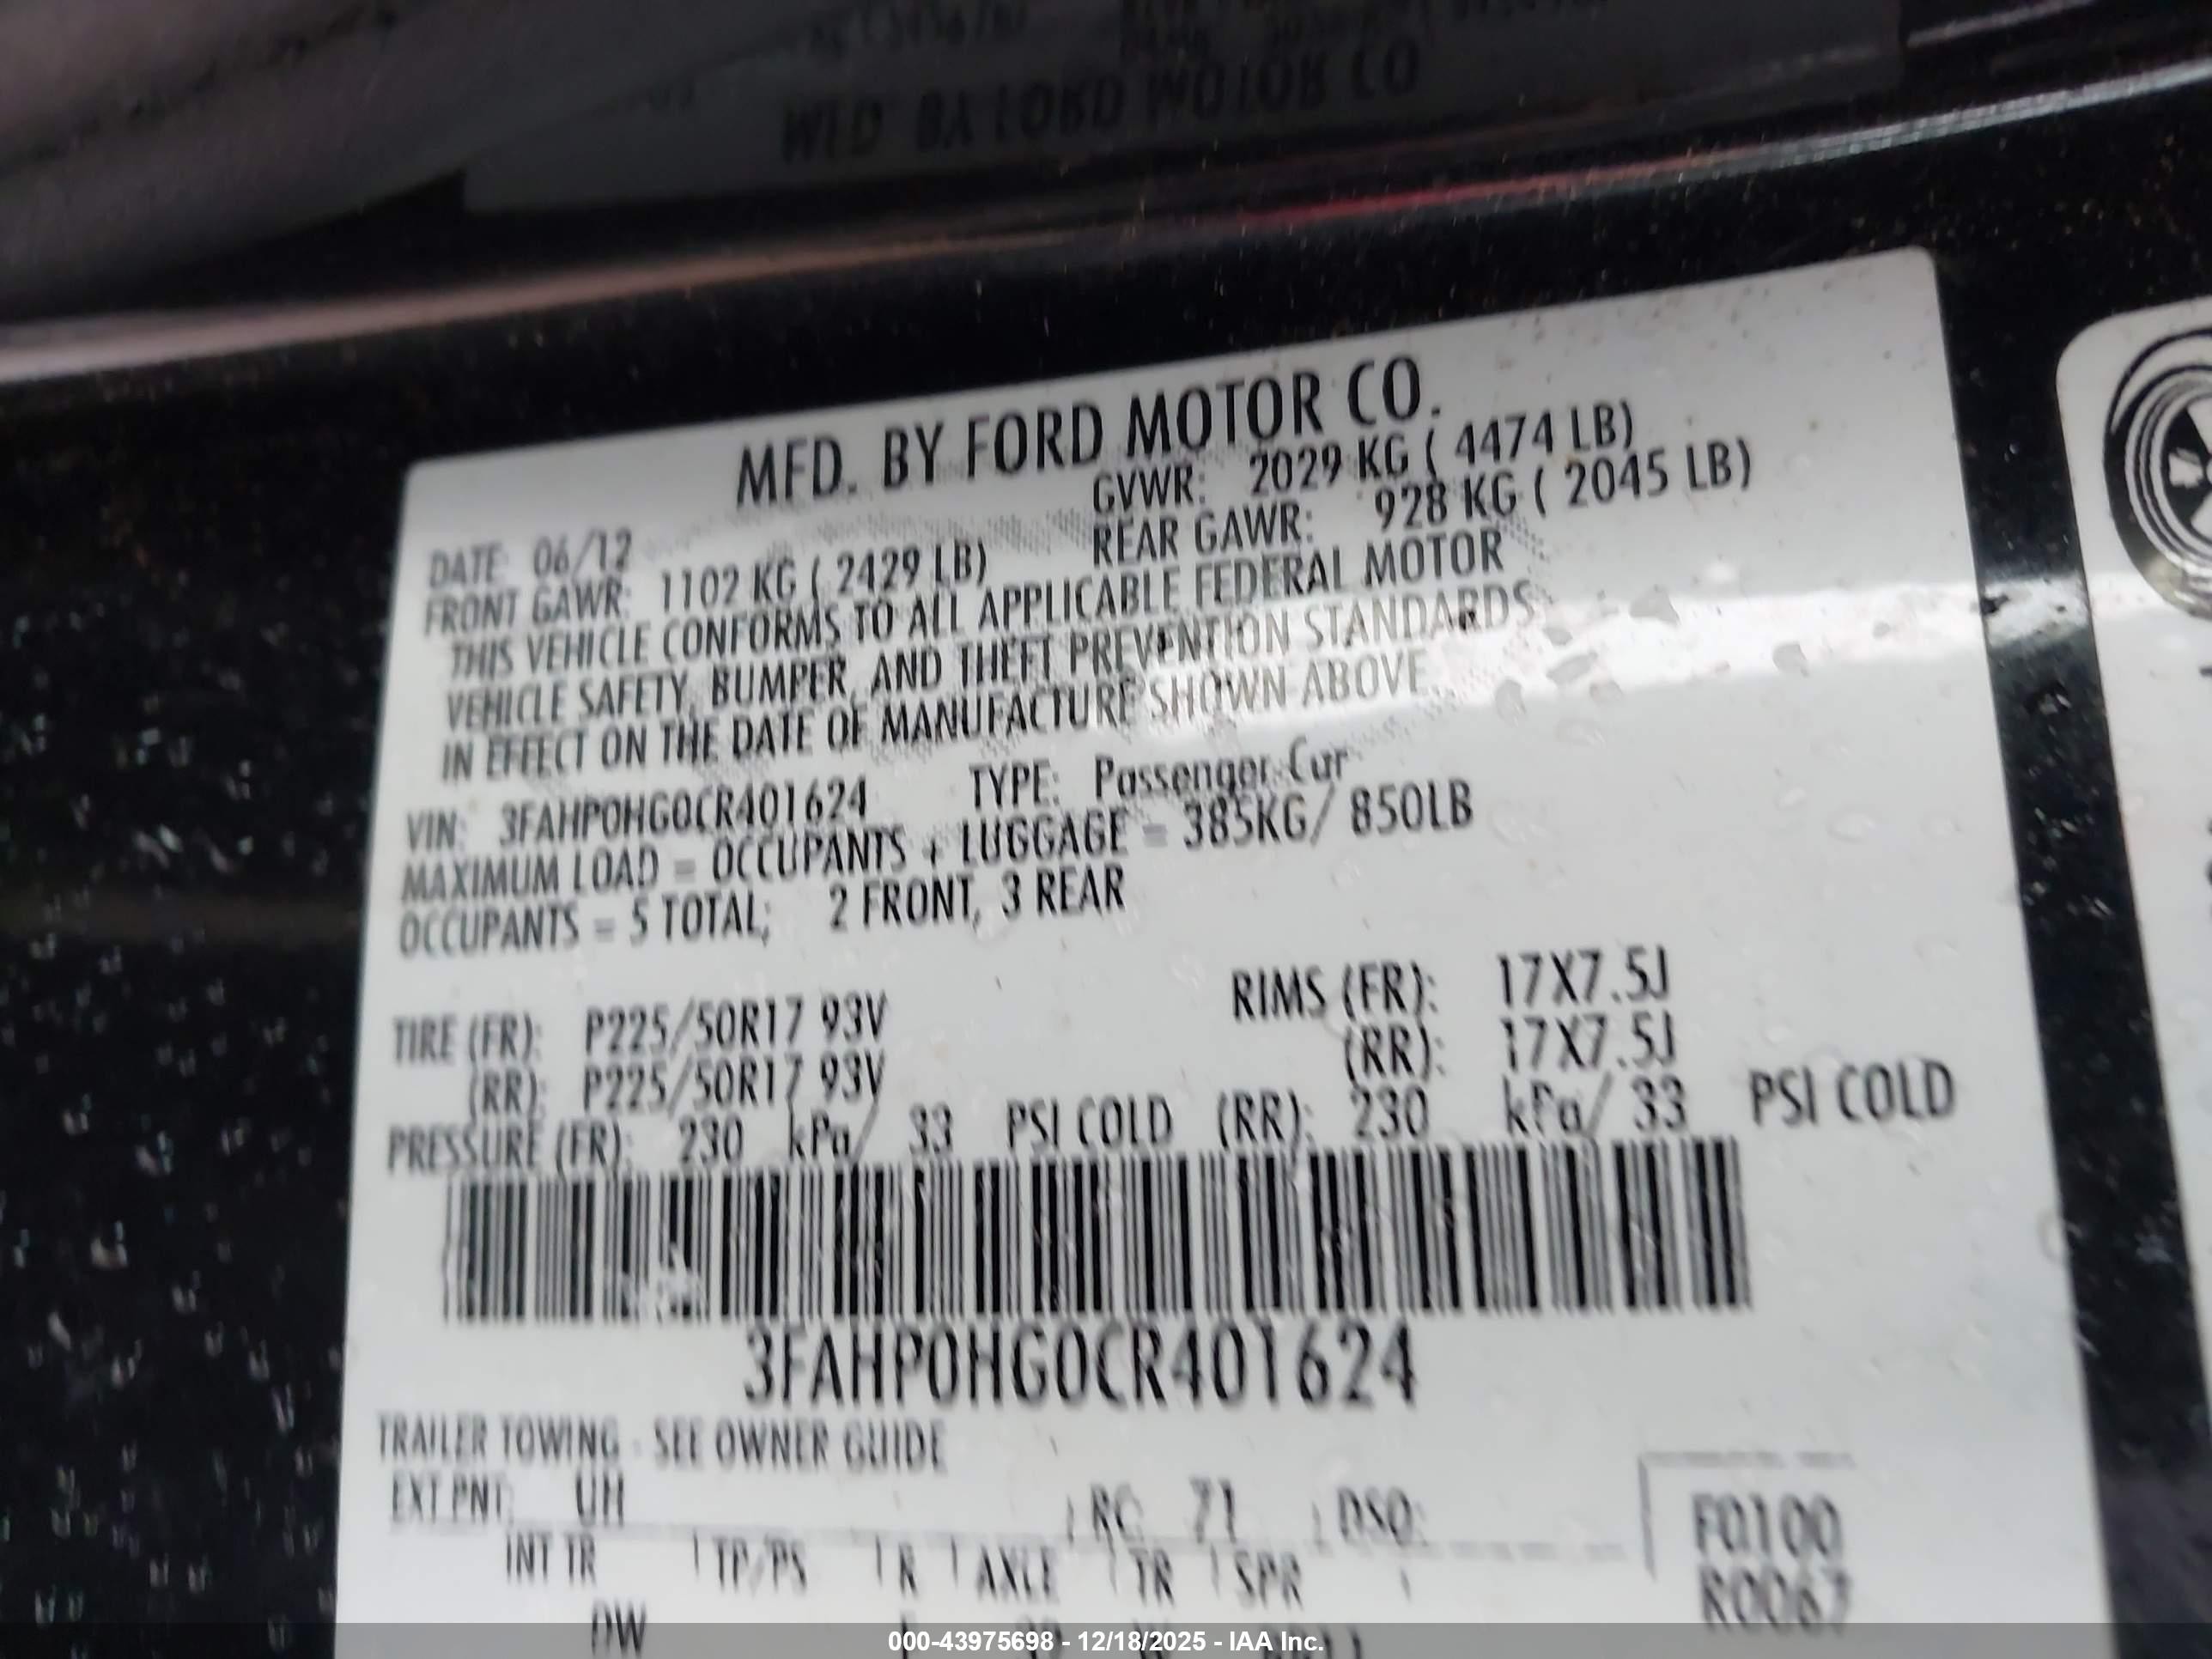 MFD. BY FORD MOTOR CO.
DATE: 06/12 GVWR: 2029 KG ( 4474 LB)
FRONT GAWR: 1102 KG ( 2429 LB) REAR GAWR: 928 KG ( 2045 LB)
THIS VEHICLE CONFORMS TO ALL APPLICABLE FEDERAL MOTOR
VEHICLE SAFETY, BUMPER, AND THEFT PREVENTION STANDARDS
IN EFFECT ON THE DATE OF MANUFACTURE SHOWN ABOVE.
VIN: 3FAHP0HG0CR401624 TYPE: Passenger Car
MAXIMUM LOAD = OCCUPANTS + LUGGAGE = 385KG/ 850LB
OCCUPANTS = 5 TOTAL; 2 FRONT, 3 REAR
TIRE (FR): P225/50R17 93V RIMS (FR): 17X7.5J
(RR): P225/50R17 93V (RR): 17X7.5J
PRESSURE (FR): 230 kPa/ 33 PSI COLD (RR): 230 kPa/ 33 PSI COLD
3FAHP0HG0CR401624
TRAILER TOWING - SEE OWNER GUIDE
EXT PNT: UH RC: 71 DSO:
F0100
R0067
INT TR TP/PS R AXLE TR SPR
DW
000-43975698 - 12/18/2025 - IAA Inc.